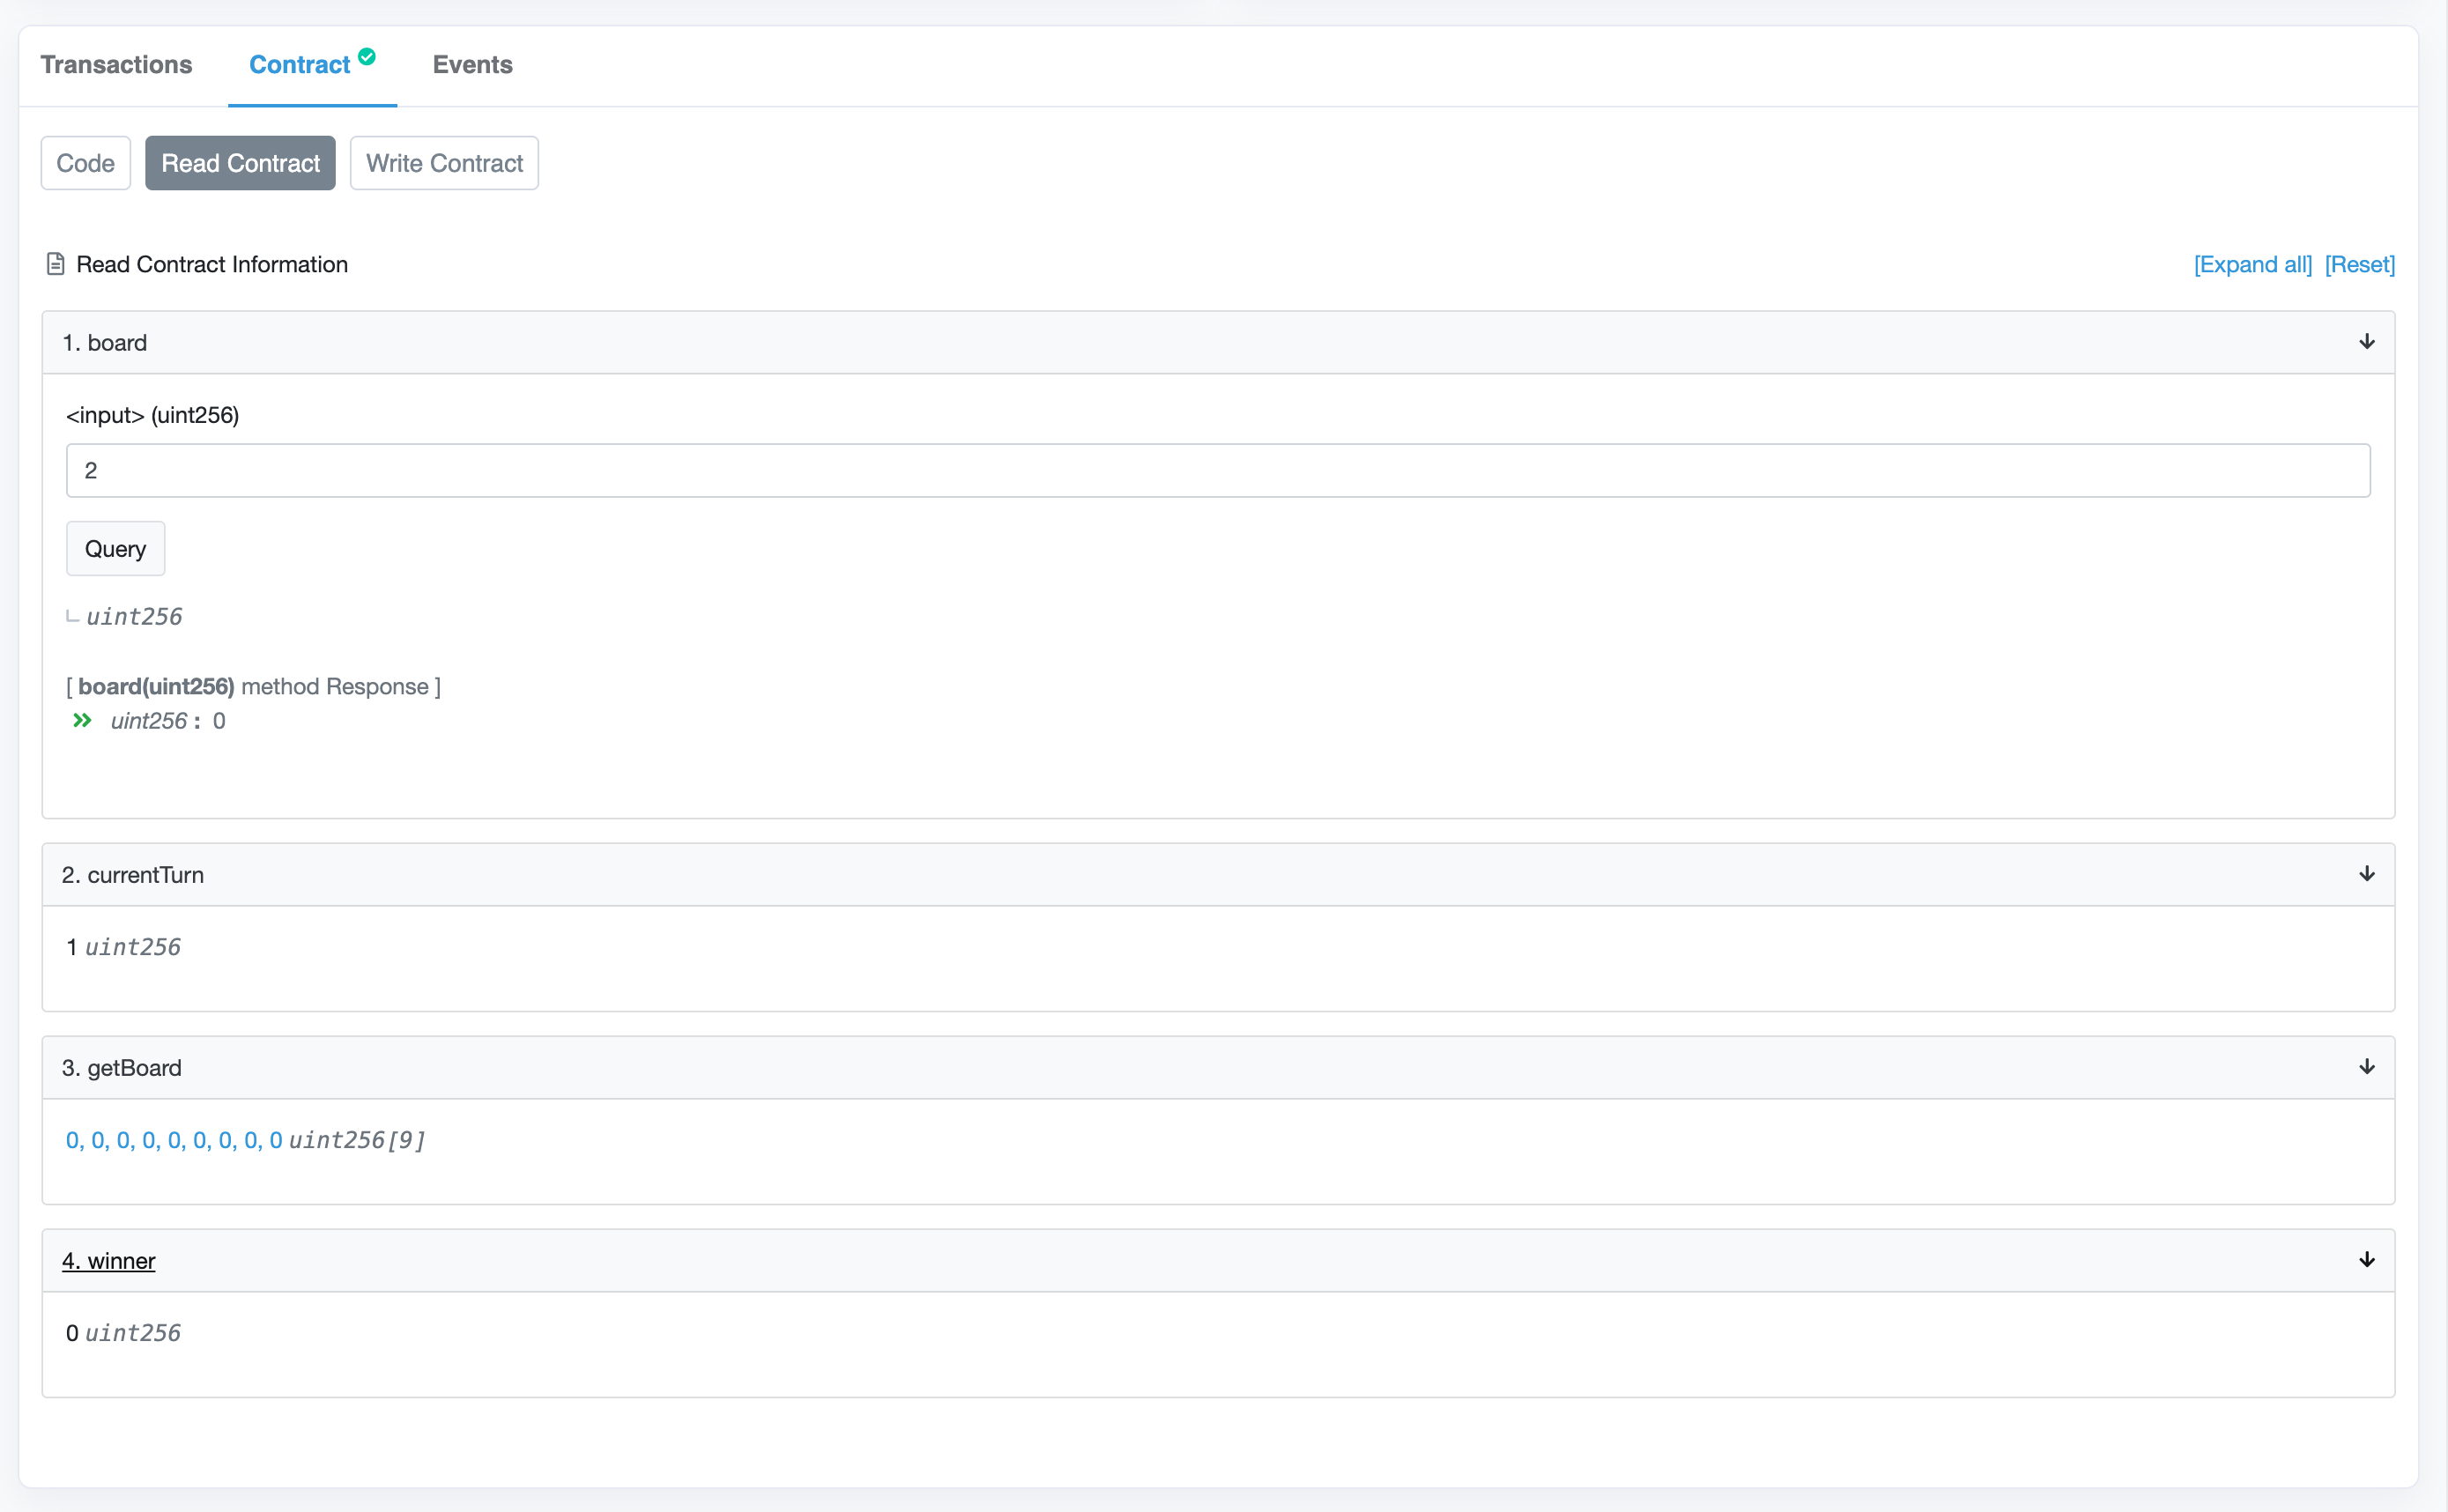 Transactions Contract Events
Code Read Contract Write Contract
Read Contract Information [Expand all] [Reset]
1. board
<input> (uint256)
2
Query
uint256
[ board(uint256) method Response ]
uint256 : 0
2. currentTurn
1 uint256
3. getBoard
0, 0, 0, 0, 0, 0, 0, 0, 0 uint256[9]
4. winner
0 uint256